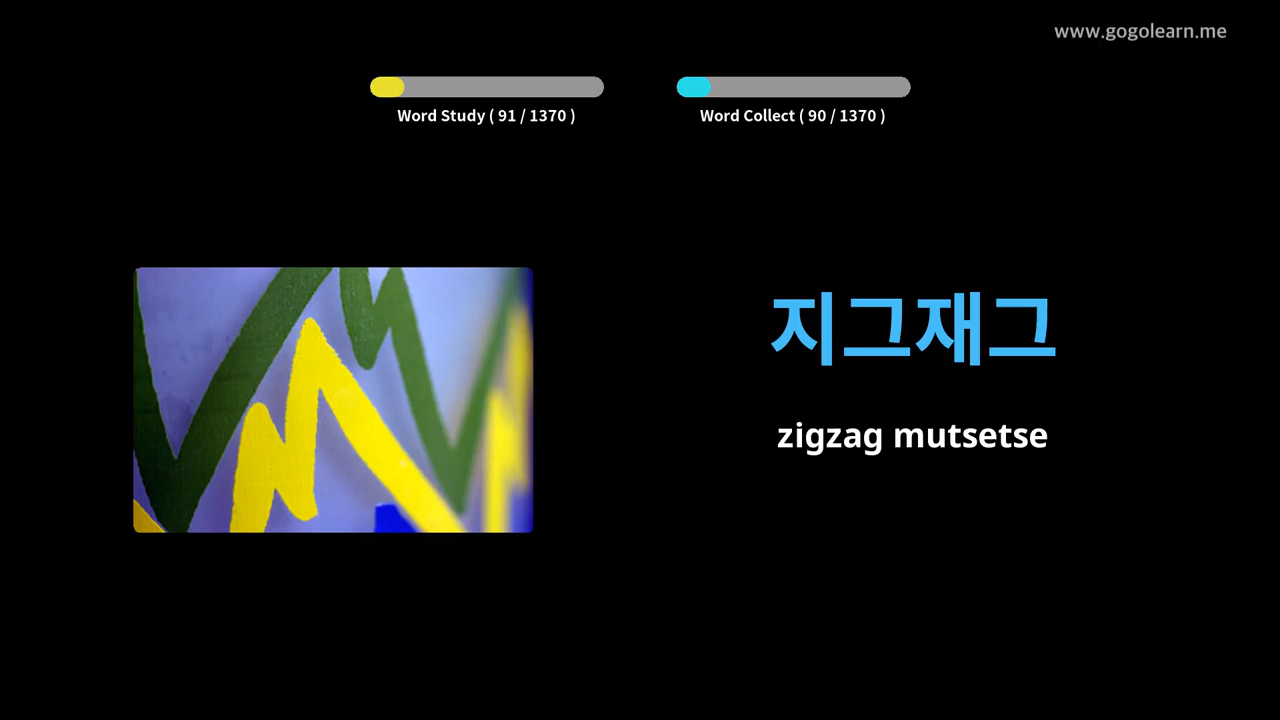 www.gogolearn.me
Word Study ( 91 / 1370 )
Word Collect ( 90 / 1370 )
지그재그
zigzag mutsetse